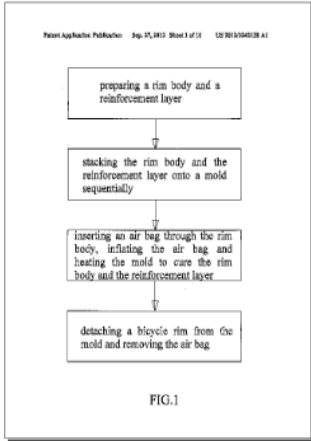 Patent Application Publication Sep. 27, 2012 Sheet 1 of 10 US
preparing a rim body and a
reinforcement layer
stacking the rim body and the
reinforcement layer onto a mold
sequentially
inserting an air bag through the rim
body, inflating the air bag and
heating the mold to cure the rim
body and the reinforcement layer
detaching a bicycle rim from the
mold and removing the air bag
FIG.1